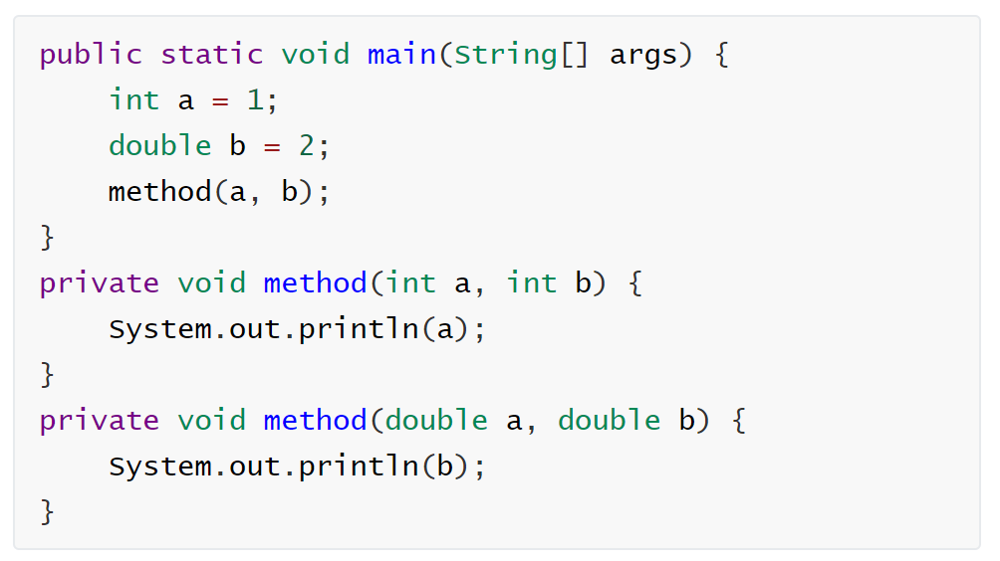 public static void main(String[] args) {
    int a = 1;
    double b = 2;
    method(a, b);
}
private void method(int a, int b) {
    System.out.println(a);
}
private void method(double a, double b) {
    System.out.println(b);
}